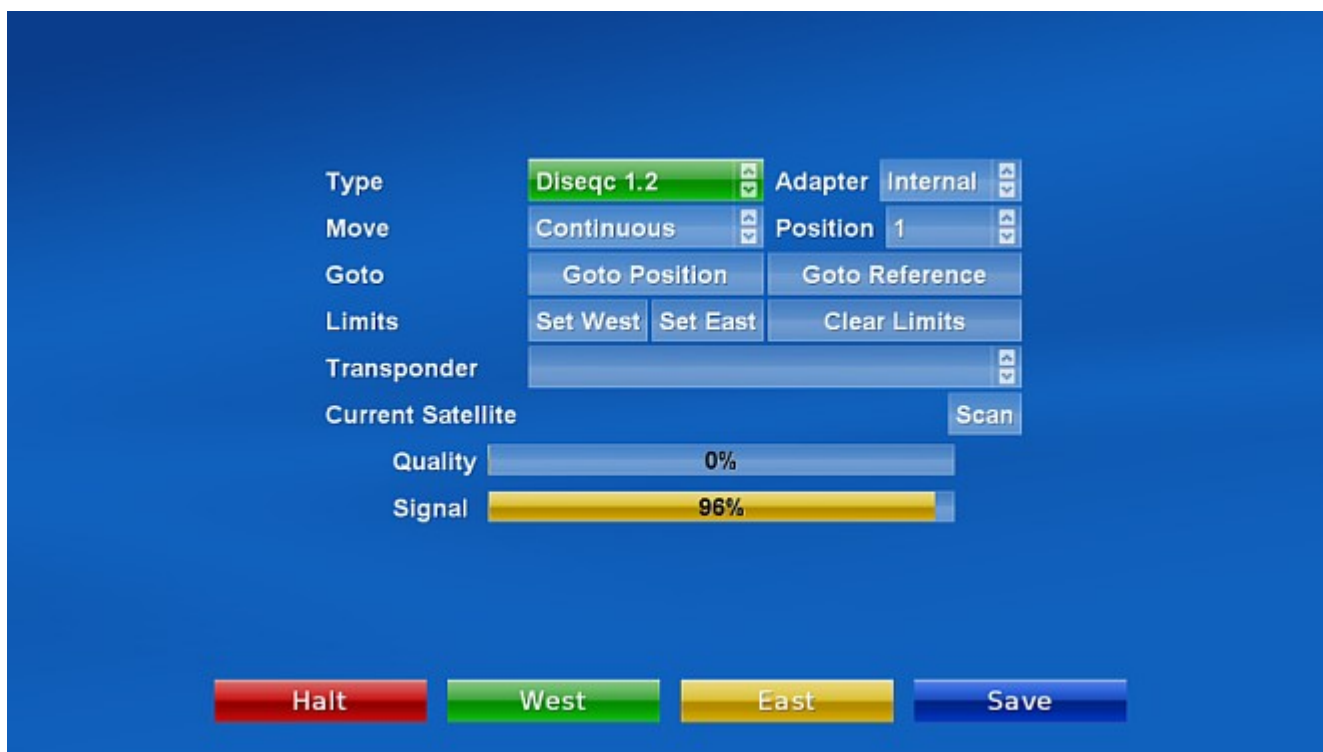 Type Diseqc 1.2 Adapter Internal
Move Continuous Position 1
Goto Goto Position Goto Reference
Limits Set West Set East Clear Limits
Transponder
Current Satellite Scan
Quality 0%
Signal 96%
Halt West East Save